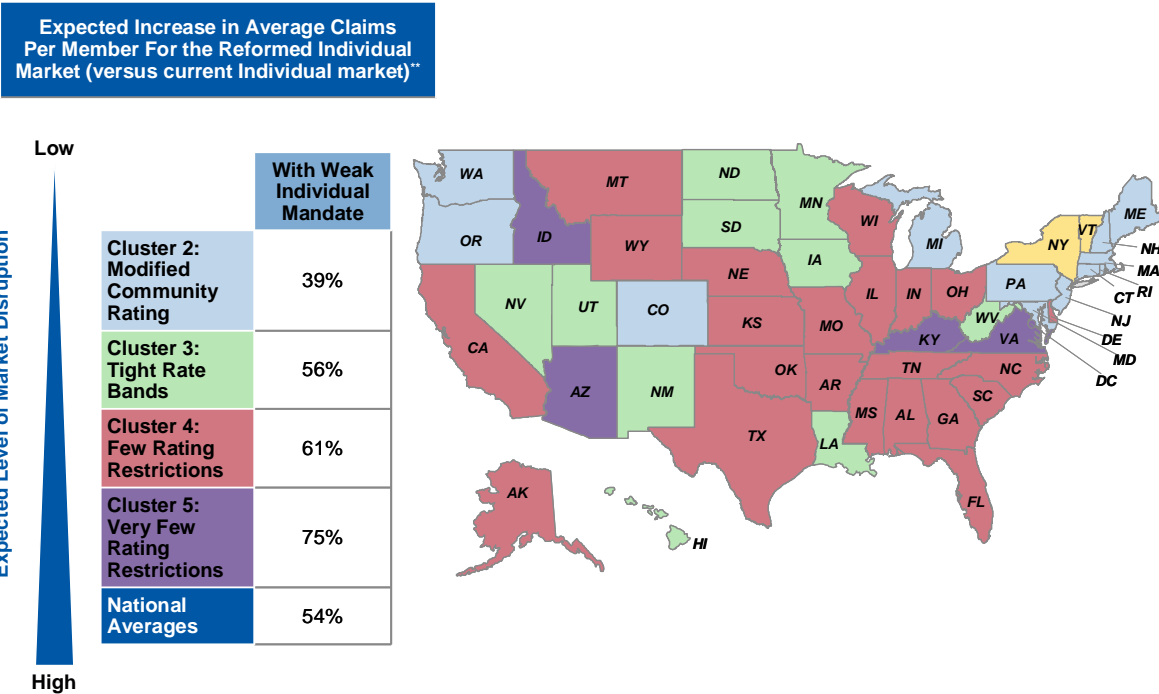 Expected Increase in Average Claims
Per Member For the Reformed Individual
Market (versus current Individual market)**
Low
Expected Level of Market Disruption
High
With Weak
Individual
Mandate
Cluster 2:
Modified
Community
Rating
39%
Cluster 3:
Tight Rate
Bands
56%
Cluster 4:
Few Rating
Restrictions
61%
Cluster 5:
Very Few
Rating
Restrictions
75%
National
Averages
54%
WA
OR
ID
MT
WY
ND
SD
MN
WI
MI
NY
VT
ME
NH
MA
RI
CT
NJ
DE
MD
DC
PA
IA
NE
NV
UT
CO
CA
KS
MO
IL
IN
OH
WV
KY
VA
AZ
NM
OK
AR
TN
NC
SC
MS
AL
GA
TX
LA
FL
AK
HI